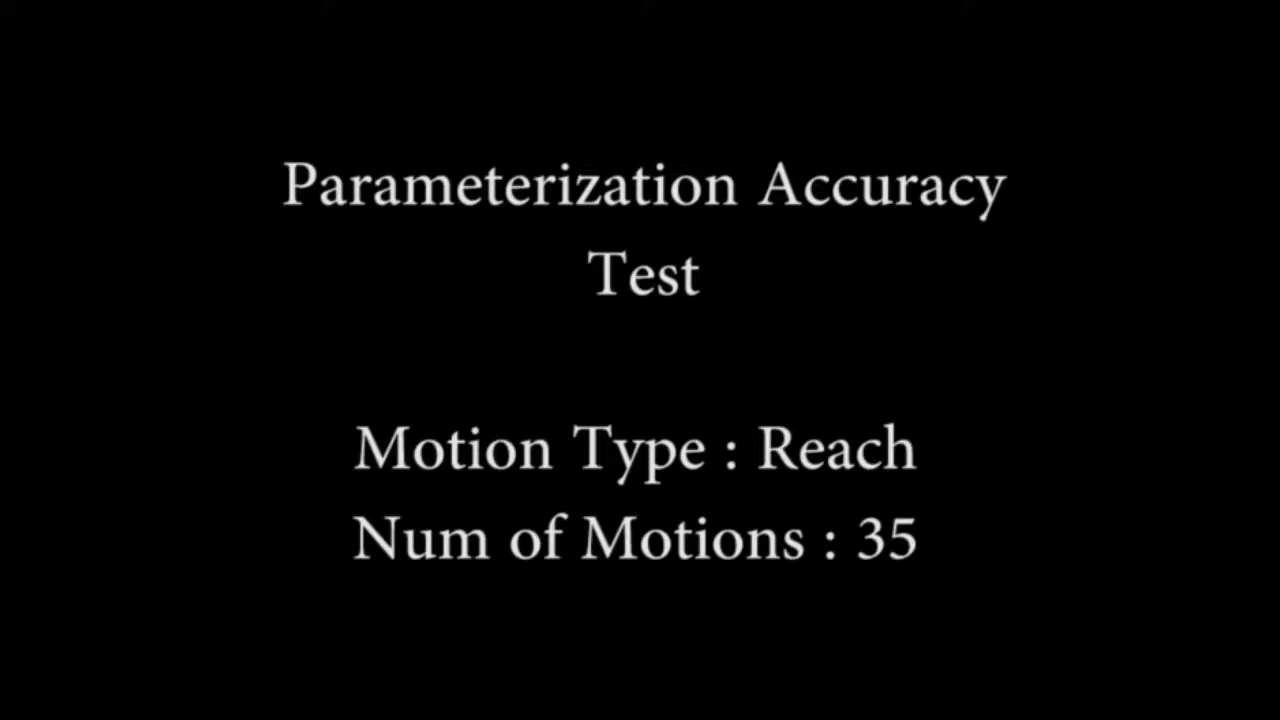 Parameterization Accuracy
Test
Motion Type : Reach
Num of Motions : 35